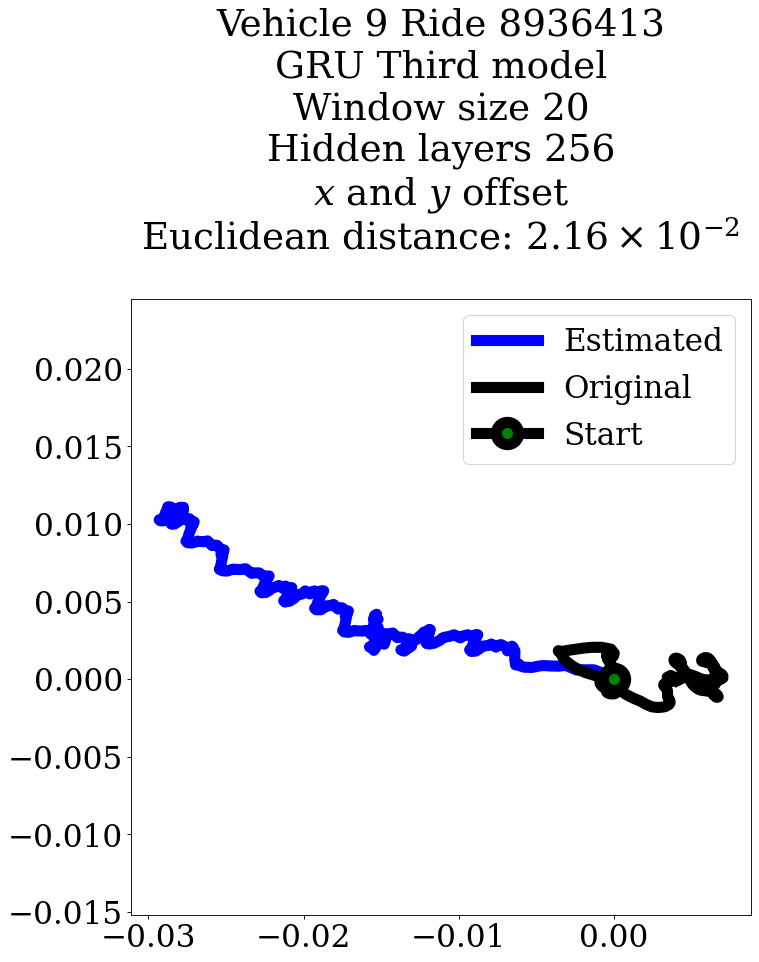 Vehicle 9 Ride 8936413
GRU Third model
Window size 20
Hidden layers 256
x and y offset
Euclidean distance: 2.16 × 10⁻²
Estimated
Original
Start
0.020
0.015
0.010
0.005
0.000
−0.005
−0.010
−0.015
−0.03 −0.02 −0.01 0.00